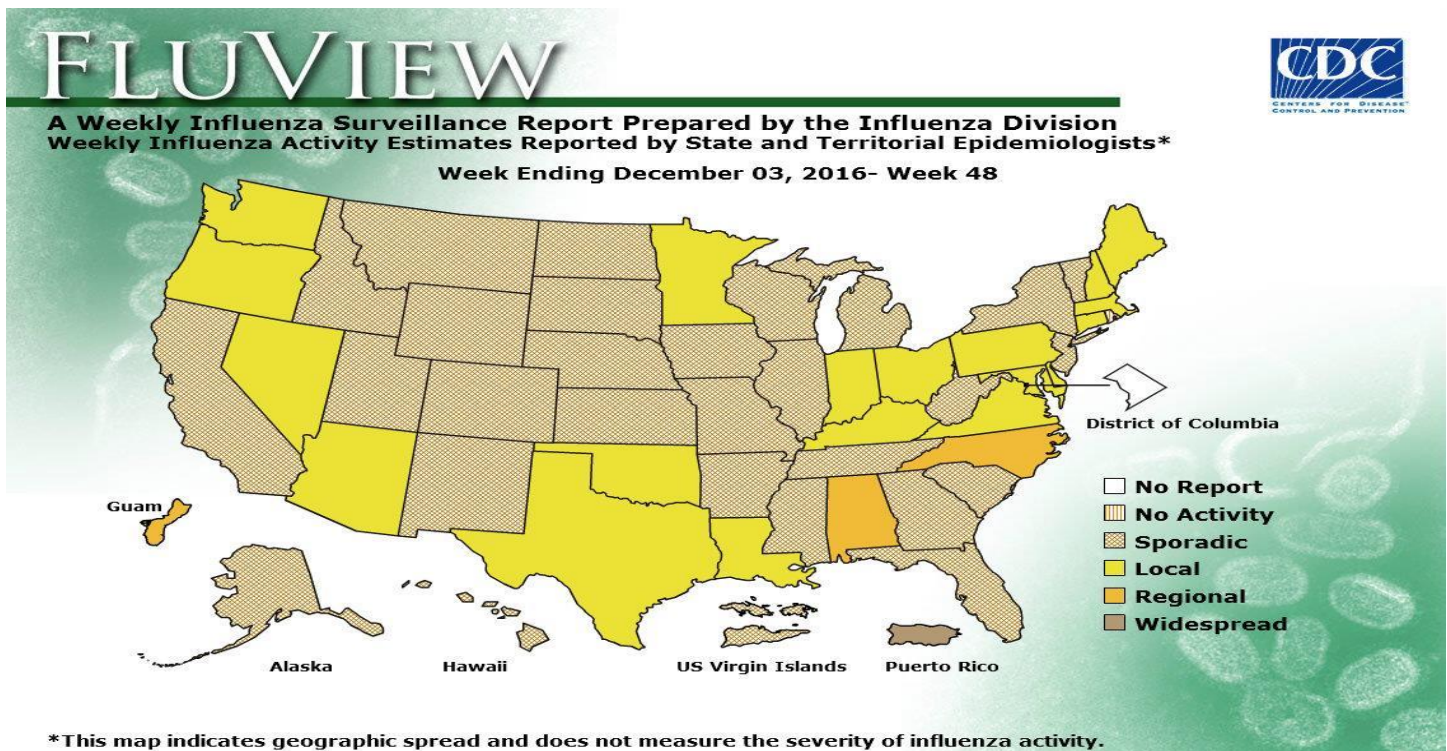 FLUVIEW
CDC
CENTERS FOR DISEASE
CONTROL AND PREVENTION
A Weekly Influenza Surveillance Report Prepared by the Influenza Division
Weekly Influenza Activity Estimates Reported by State and Territorial Epidemiologists*
Week Ending December 03, 2016- Week 48
District of Columbia
No Report
No Activity
Sporadic
Local
Regional
Widespread
Guam
Alaska
Hawaii
US Virgin Islands
Puerto Rico
*This map indicates geographic spread and does not measure the severity of influenza activity.